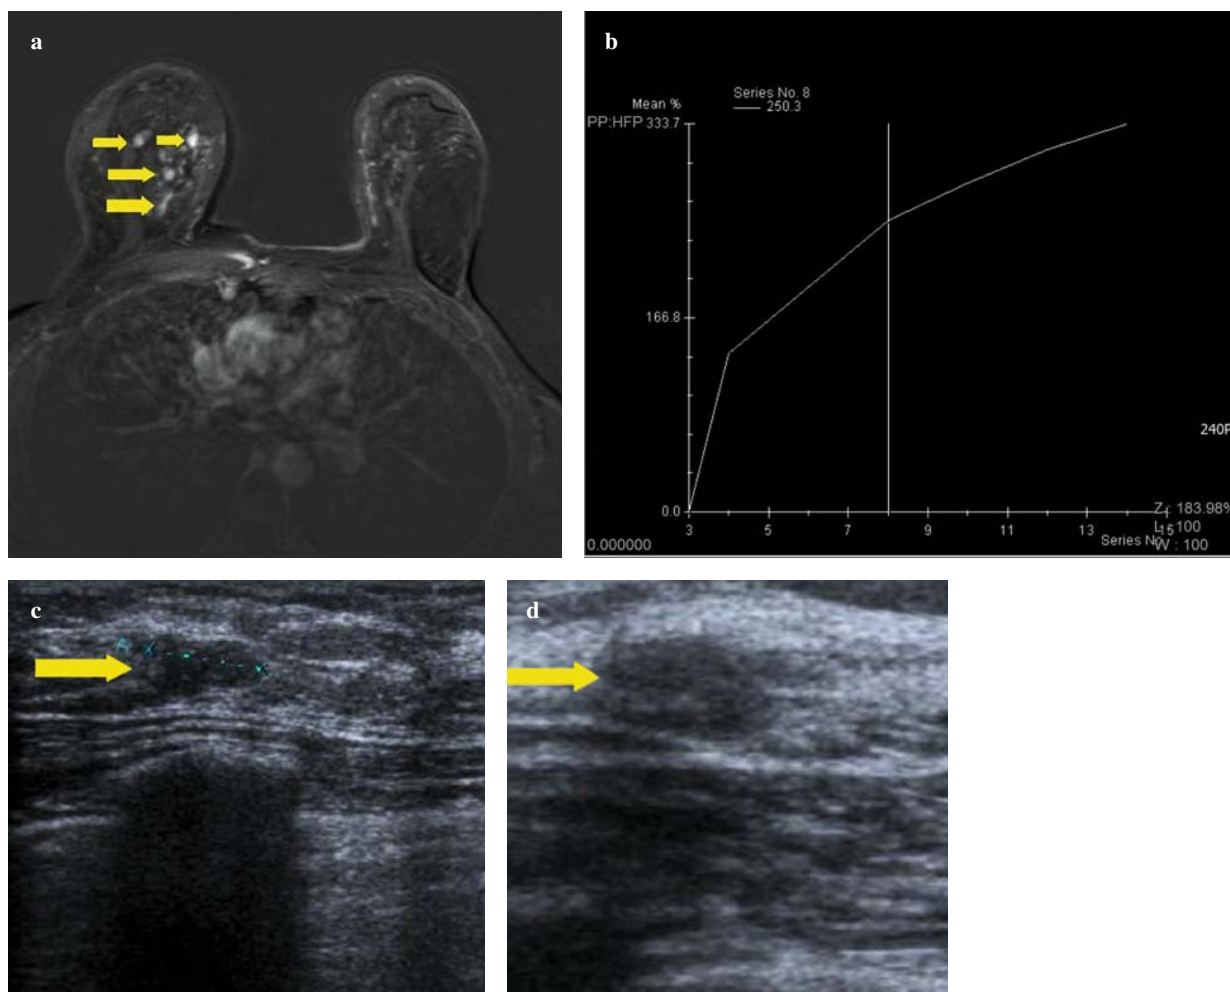 a
b
Series No. 8
Mean %
250.3
PP:HFP 333.7
166.8
240P
0.0
3 5 7 9 11 13 15
Z : 183.98%
L : 100
Series No
W : 100
0.000000
c
d